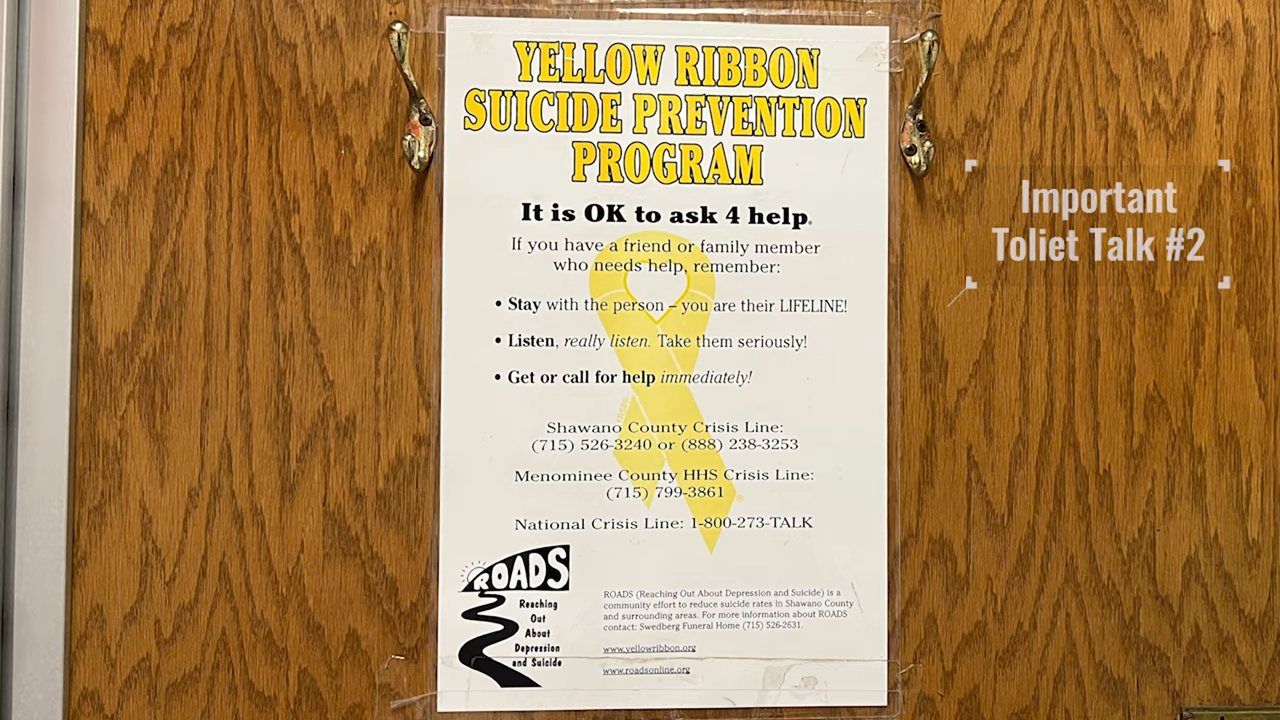 YELLOW RIBBON
SUICIDE PREVENTION
PROGRAM
It is OK to ask 4 help.
If you have a friend or family member
who needs help, remember:
• Stay with the person – you are their LIFELINE!
• Listen, really listen. Take them seriously!
• Get or call for help immediately!
Shawano County Crisis Line:
(715) 526-3240 or (888) 238-3253
Menominee County HHS Crisis Line:
(715) 799-3861
National Crisis Line: 1-800-273-TALK
ROADS
Reaching
Out
About
Depression
and Suicide
ROADS (Reaching Out About Depression and Suicide) is a
community effort to reduce suicide rates in Shawano County
and surrounding areas. For more information about ROADS
contact: Swedberg Funeral Home (715) 526-2631.
www.yellowribbon.org
www.roadsonline.org
Important
Toliet Talk #2